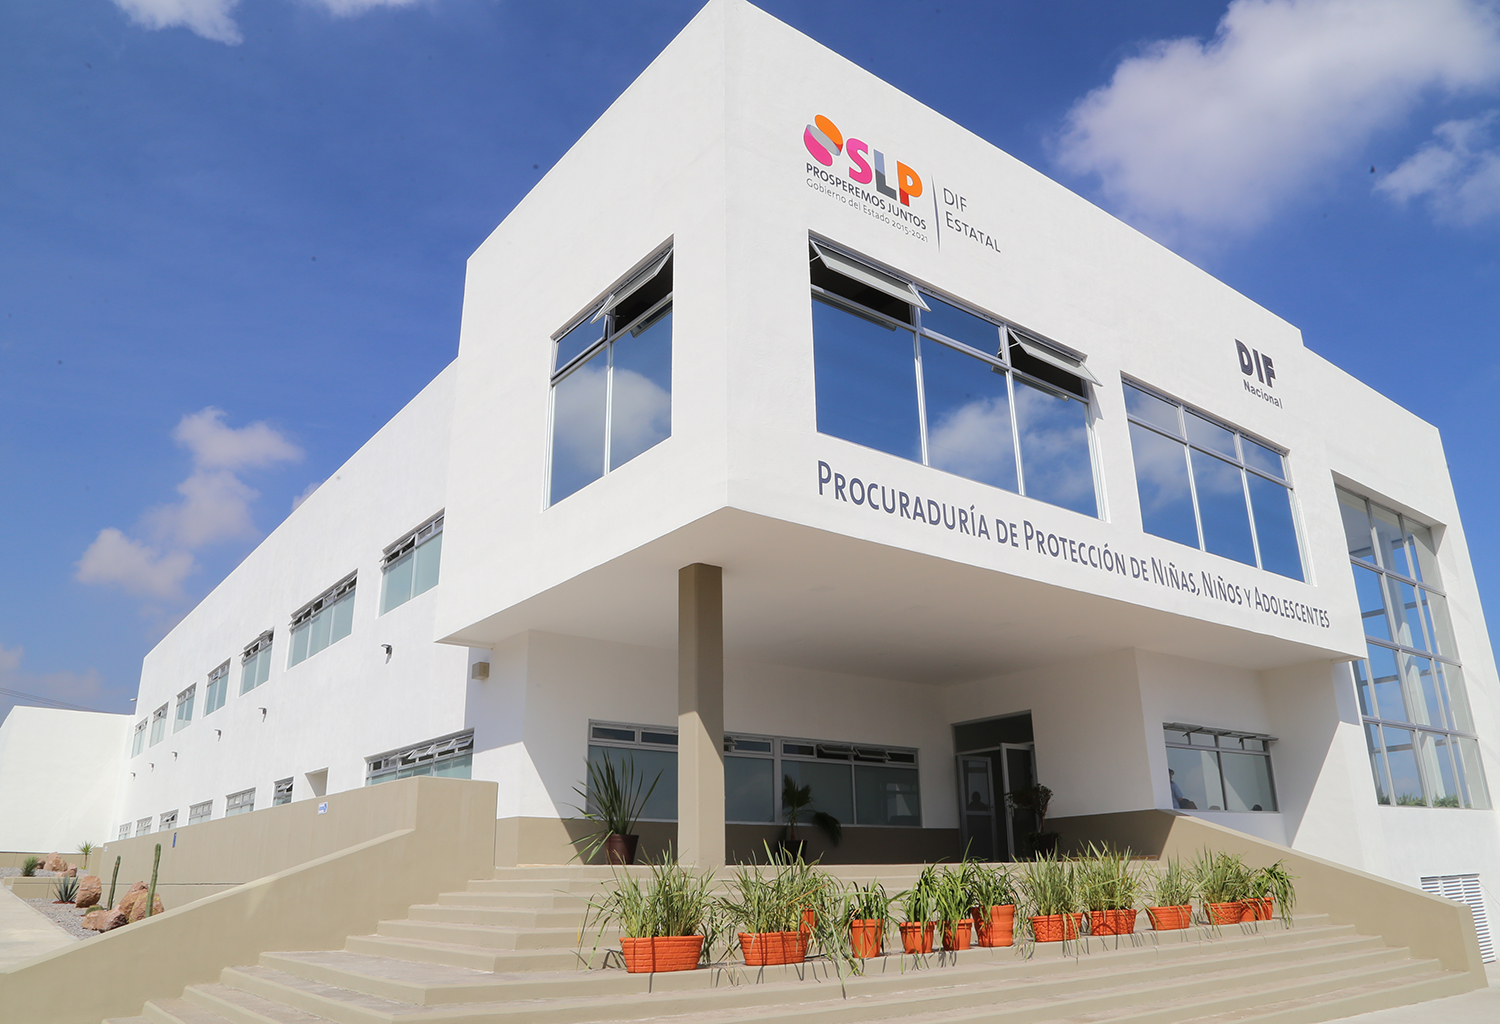 SLP
PROSPEREMOS JUNTOS
Gobierno del Estado 2015-2021
DIF
ESTATAL
DIF
Nacional
PROCURADURÍA DE PROTECCIÓN DE NIÑAS, NIÑOS Y ADOLESCENTES